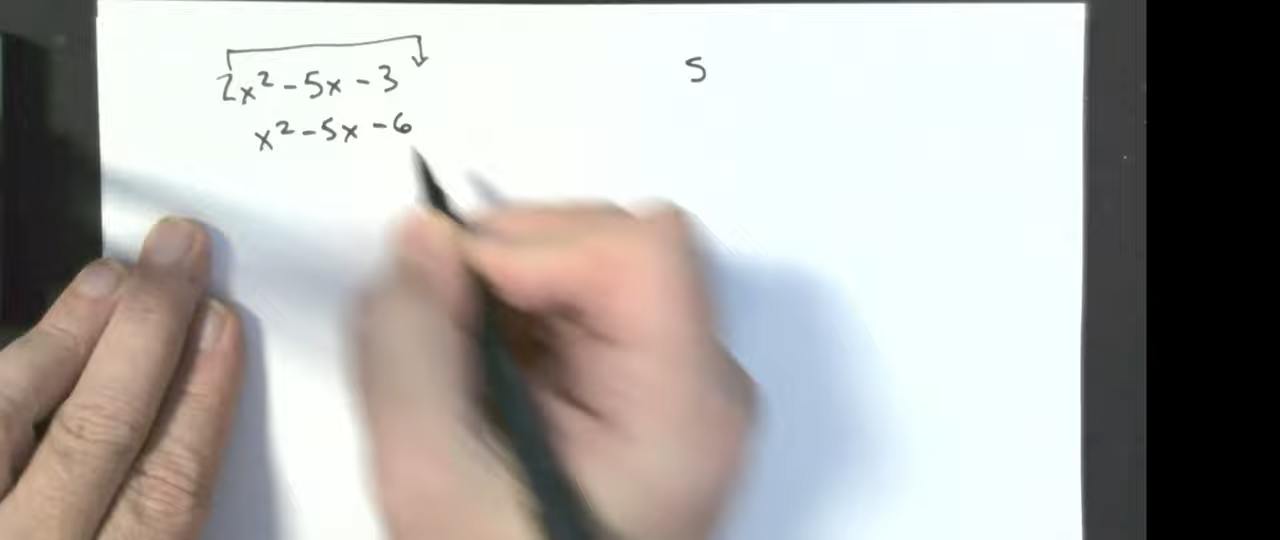 2x² - 5x - 3
x² - 5x - 6
5